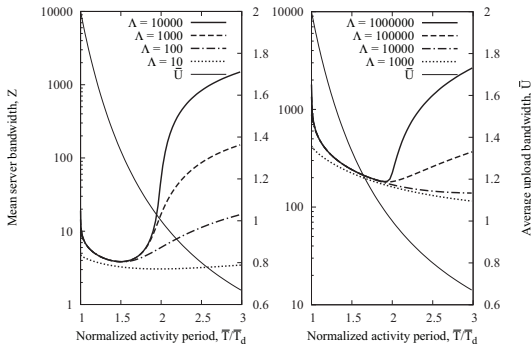 10000
1000
100
10
1
Mean server bandwidth, Z
Λ = 10000
Λ = 1000
Λ = 100
Λ = 10
Ū
2
1.8
1.6
1.4
1.2
1
0.8
0.6
1 1.5 2 2.5 3
Normalized activity period, T̅/T̅d
10000
1000
100
10
Λ = 1000000
Λ = 100000
Λ = 10000
Λ = 1000
Ū
2
1.8
1.6
1.4
1.2
1
0.8
0.6
Average upload bandwidth, Ū
1 1.5 2 2.5 3
Normalized activity period, T̅/T̅d